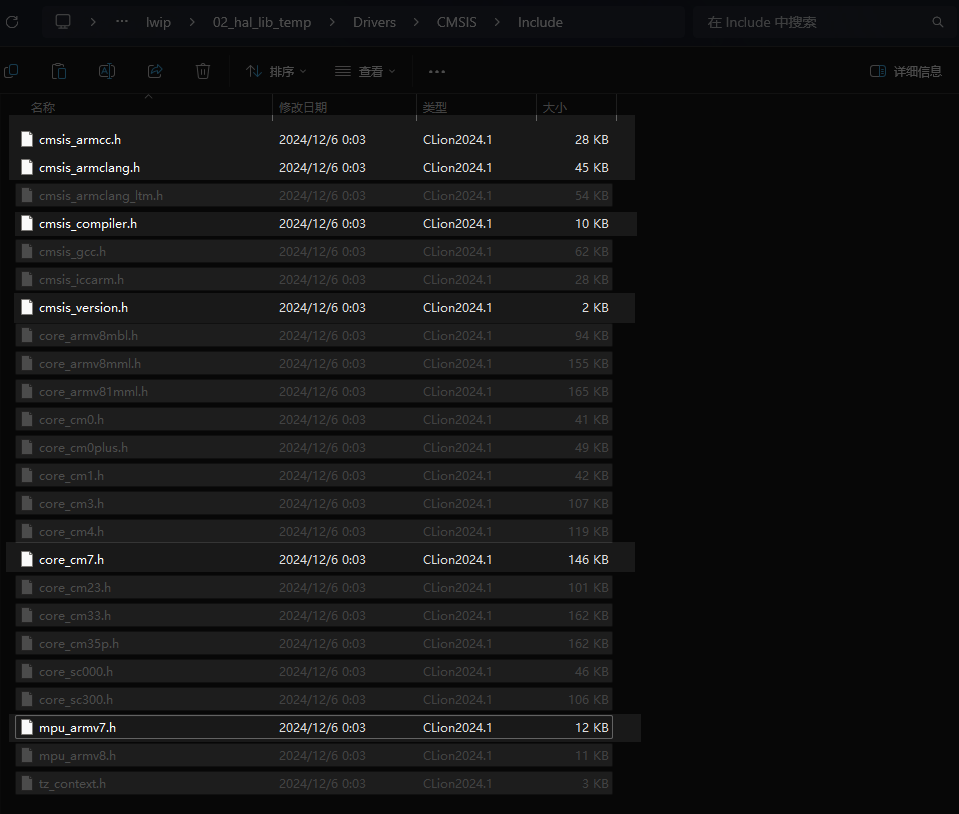 lwip > 02_hal_lib_temp > Drivers > CMSIS > Include 在 Include 中搜索
排序 查看 详细信息
名称 修改日期 类型 大小
cmsis_armcc.h 2024/12/6 0:03 CLion2024.1 28 KB
cmsis_armclang.h 2024/12/6 0:03 CLion2024.1 45 KB
cmsis_armclang_ltm.h 2024/12/6 0:03 CLion2024.1 54 KB
cmsis_compiler.h 2024/12/6 0:03 CLion2024.1 10 KB
cmsis_gcc.h 2024/12/6 0:03 CLion2024.1 62 KB
cmsis_iccarm.h 2024/12/6 0:03 CLion2024.1 28 KB
cmsis_version.h 2024/12/6 0:03 CLion2024.1 2 KB
core_armv8mbl.h 2024/12/6 0:03 CLion2024.1 94 KB
core_armv8mml.h 2024/12/6 0:03 CLion2024.1 155 KB
core_armv81mml.h 2024/12/6 0:03 CLion2024.1 165 KB
core_cm0.h 2024/12/6 0:03 CLion2024.1 41 KB
core_cm0plus.h 2024/12/6 0:03 CLion2024.1 49 KB
core_cm1.h 2024/12/6 0:03 CLion2024.1 42 KB
core_cm3.h 2024/12/6 0:03 CLion2024.1 107 KB
core_cm4.h 2024/12/6 0:03 CLion2024.1 119 KB
core_cm7.h 2024/12/6 0:03 CLion2024.1 146 KB
core_cm23.h 2024/12/6 0:03 CLion2024.1 101 KB
core_cm33.h 2024/12/6 0:03 CLion2024.1 162 KB
core_cm35p.h 2024/12/6 0:03 CLion2024.1 162 KB
core_sc000.h 2024/12/6 0:03 CLion2024.1 46 KB
core_sc300.h 2024/12/6 0:03 CLion2024.1 106 KB
mpu_armv7.h 2024/12/6 0:03 CLion2024.1 12 KB
mpu_armv8.h 2024/12/6 0:03 CLion2024.1 11 KB
tz_context.h 2024/12/6 0:03 CLion2024.1 3 KB